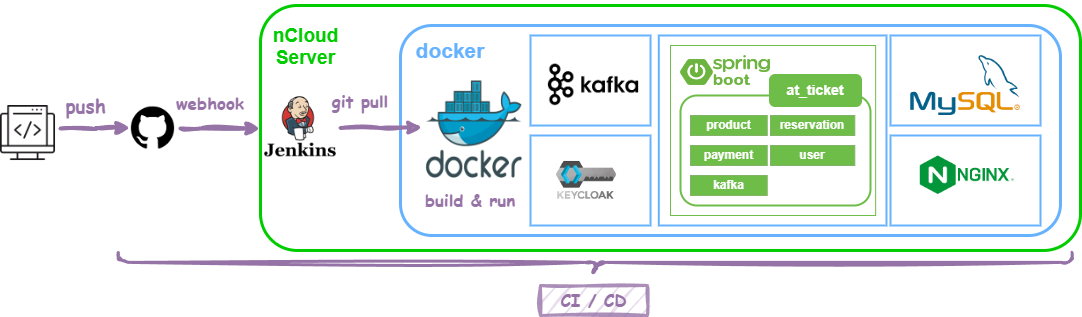 nCloud
Server
docker
push
webhook
Jenkins
git pull
docker
build & run
kafka
KEYCLOAK
spring
boot
at_ticket
product
reservation
payment
user
kafka
MySQL®
NGINX
CI / CD